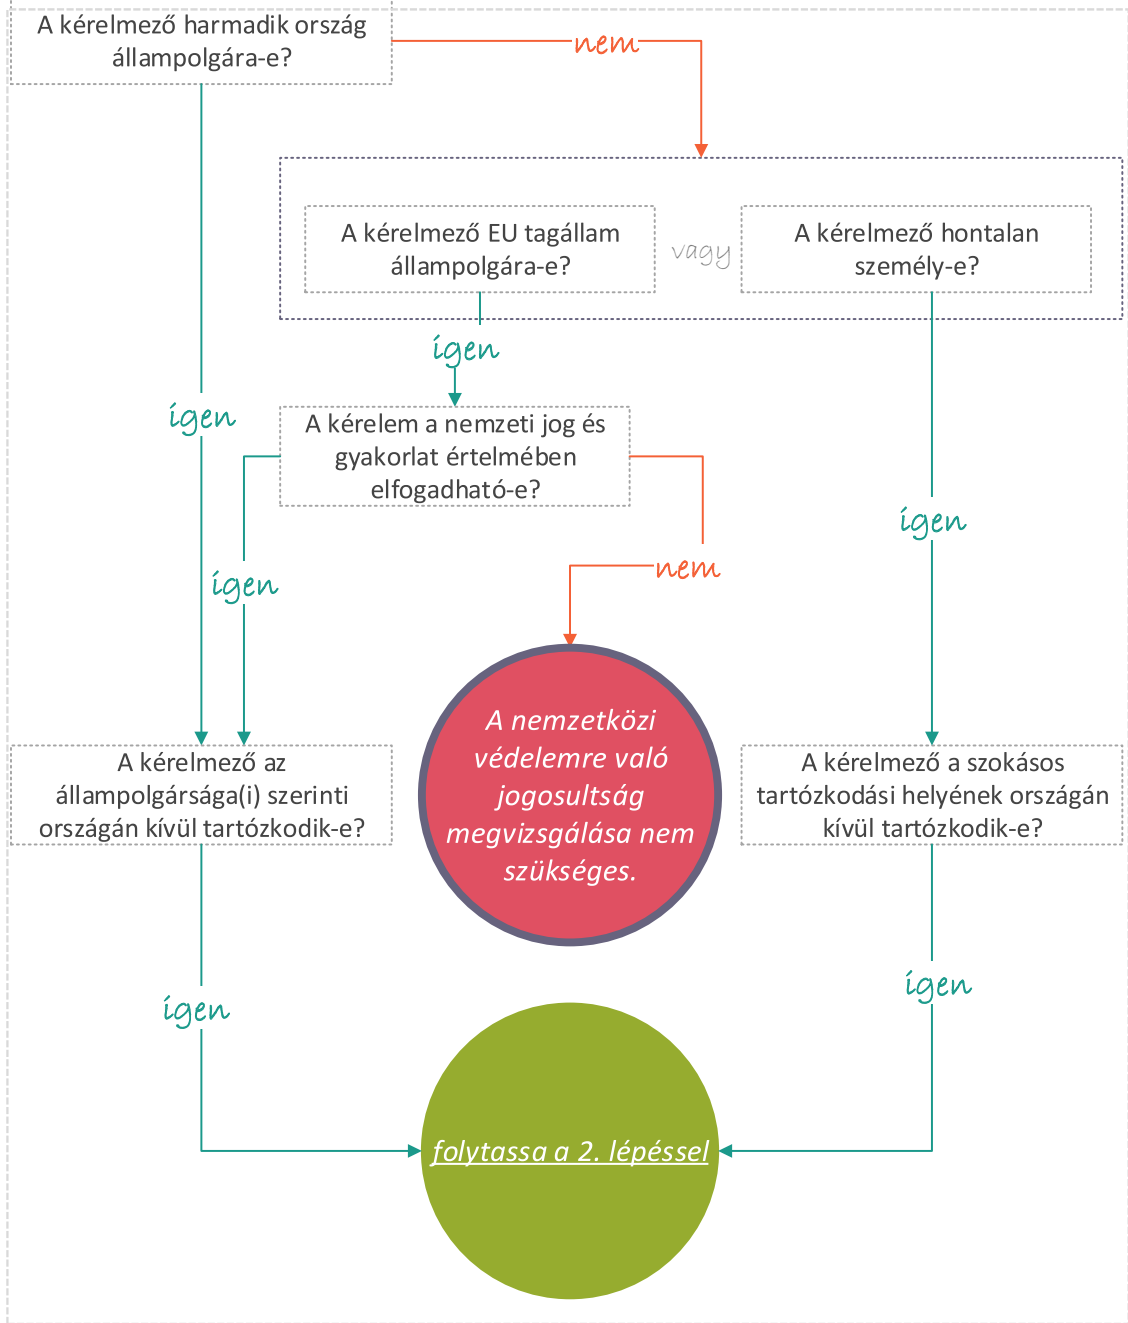 A kérelmező harmadik ország
állampolgára-e?
nem
A kérelmező EU tagállam
állampolgára-e?
vagy
A kérelmező hontalan
személy-e?
igen
igen
A kérelem a nemzeti jog és
gyakorlat értelmében
elfogadható-e?
igen
igen
nem
A nemzetközi
védelemre való
jogosultság
megvizsgálása nem
szükséges.
A kérelmező az
állampolgársága(i) szerinti
országán kívül tartózkodik-e?
A kérelmező a szokásos
tartózkodási helyének országán
kívül tartózkodik-e?
igen
igen
folytassa a 2. lépéssel